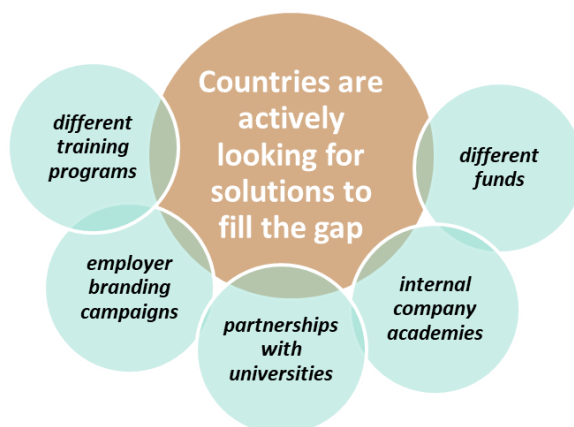 Countries are
actively
looking for
solutions to
fill the gap
different
training
programs
employer
branding
campaigns
partnerships
with
universities
internal
company
academies
different
funds